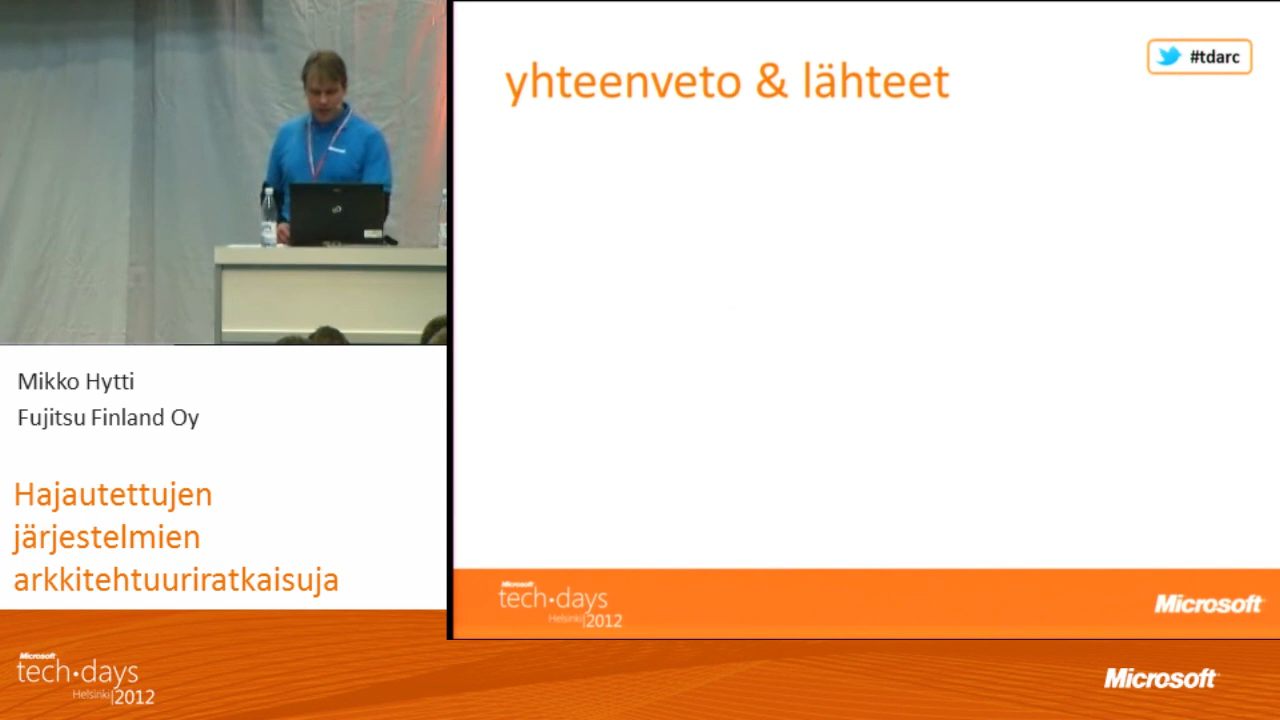 yhteenveto & lähteet
#tdarc
Mikko Hytti
Fujitsu Finland Oy
Hajautettujen
järjestelmien
arkkitehtuuriratkaisuja
Microsoft
tech·days
Helsinki|2012
Microsoft
Microsoft
tech·days
Helsinki|2012
Microsoft